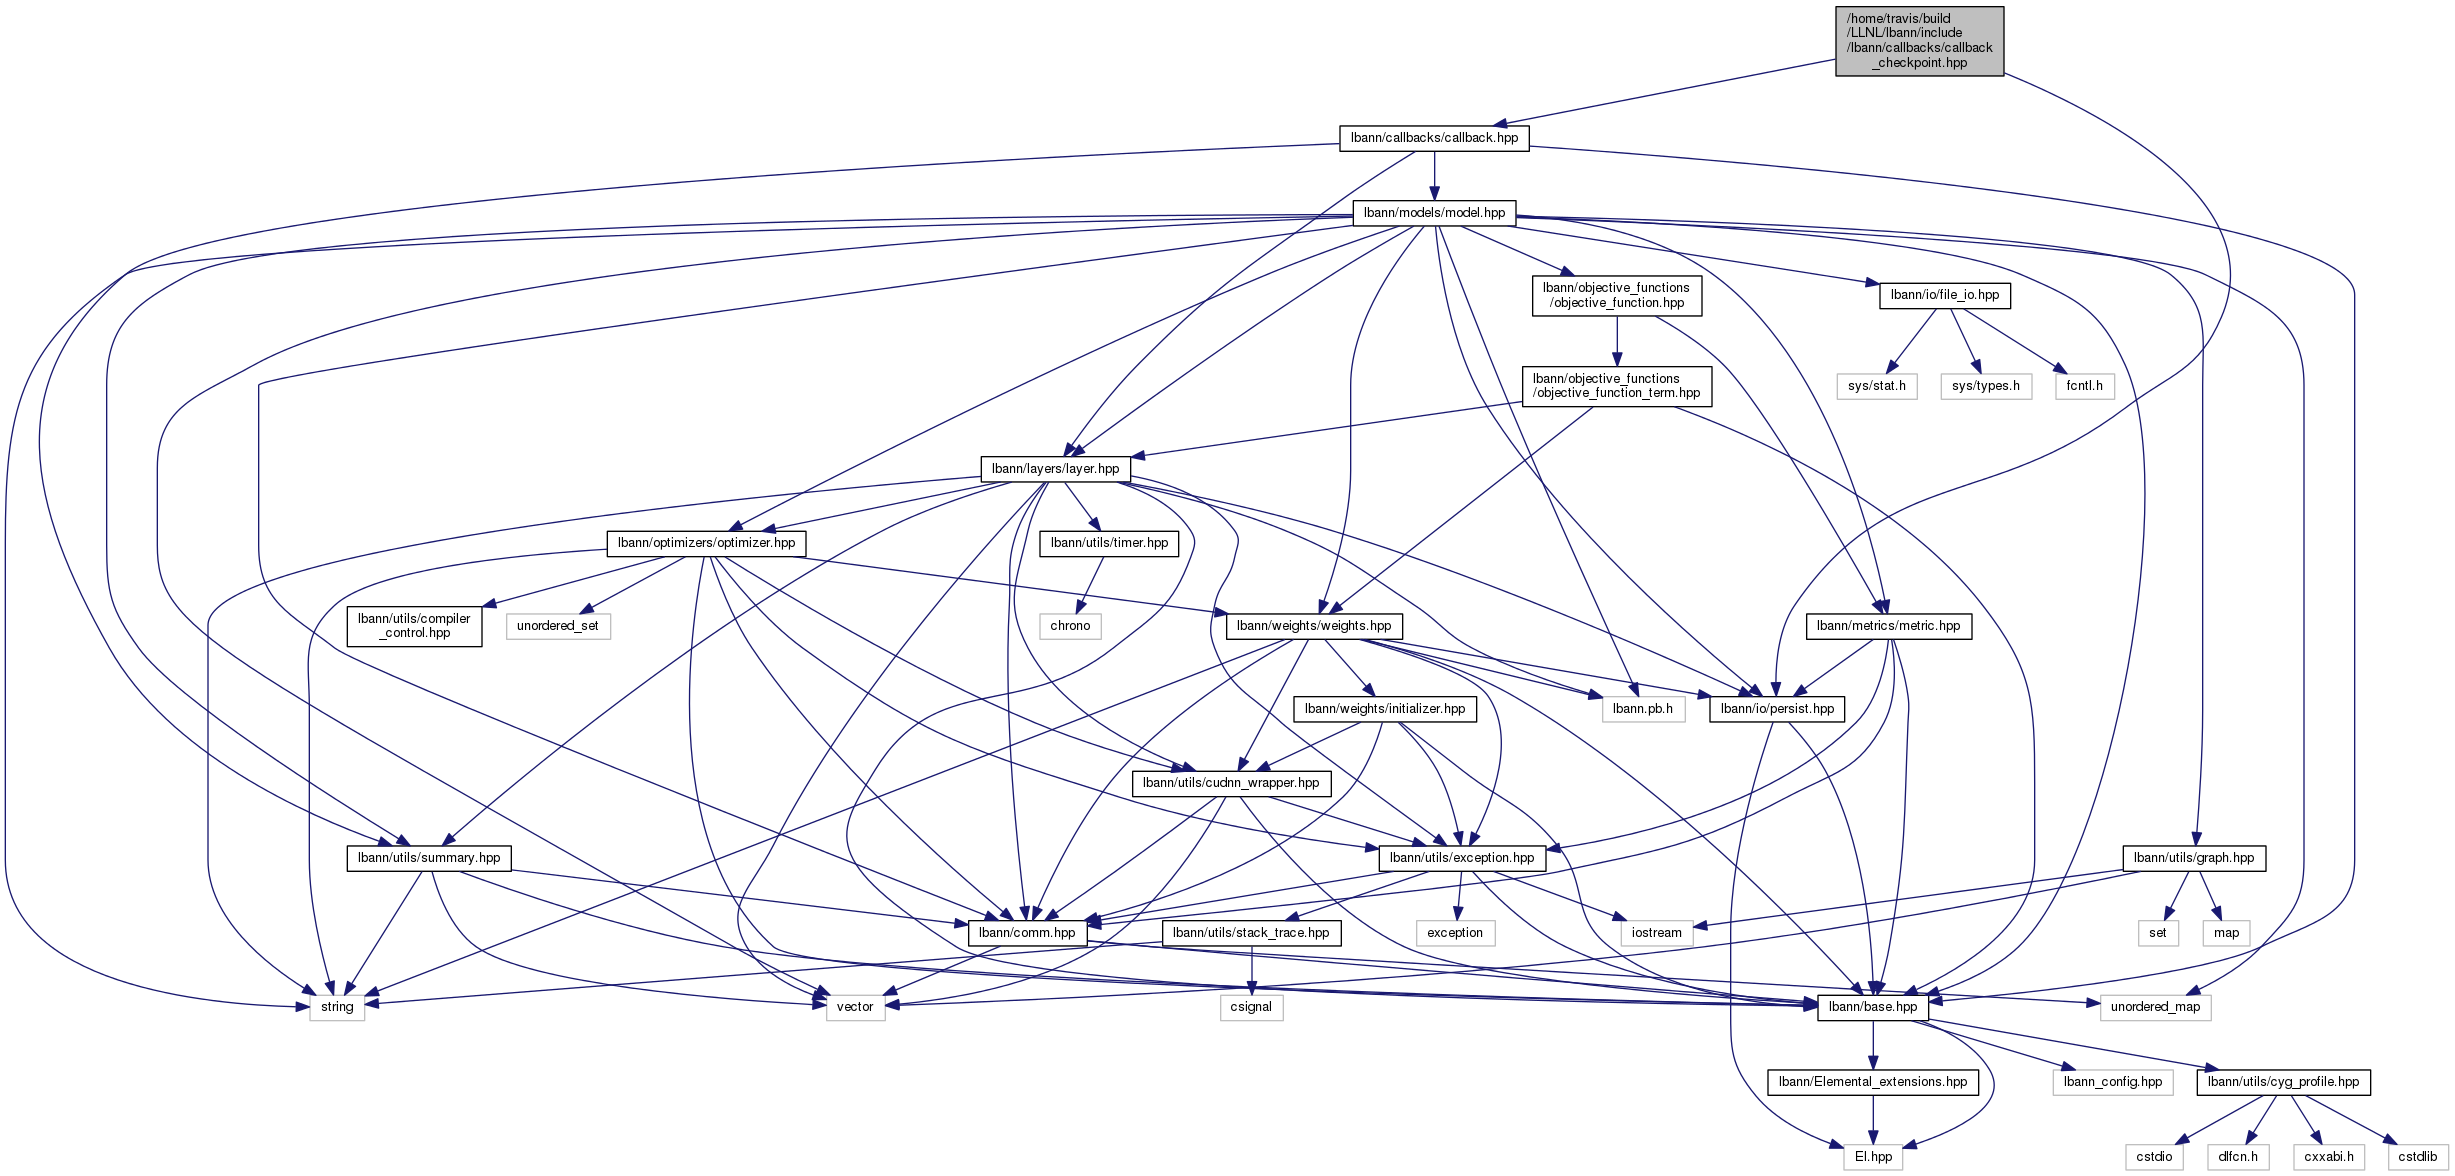 /home/travis/build
/LLNL/lbann/include
/lbann/callbacks/callback
_checkpoint.hpp
lbann/callbacks/callback.hpp
lbann/models/model.hpp
lbann/objective_functions
/objective_function.hpp
lbann/io/file_io.hpp
lbann/objective_functions
/objective_function_term.hpp
sys/stat.h
sys/types.h
fcntl.h
lbann/layers/layer.hpp
lbann/optimizers/optimizer.hpp
lbann/utils/timer.hpp
lbann/utils/compiler
_control.hpp
unordered_set
chrono
lbann/weights/weights.hpp
lbann/metrics/metric.hpp
lbann/weights/initializer.hpp
lbann.pb.h
lbann/io/persist.hpp
lbann/utils/cudnn_wrapper.hpp
lbann/utils/summary.hpp
lbann/utils/exception.hpp
lbann/utils/graph.hpp
lbann/comm.hpp
lbann/utils/stack_trace.hpp
exception
iostream
set
map
string
vector
csignal
lbann/base.hpp
unordered_map
lbann/Elemental_extensions.hpp
lbann_config.hpp
lbann/utils/cyg_profile.hpp
El.hpp
cstdio
dlfcn.h
cxxabi.h
cstdlib